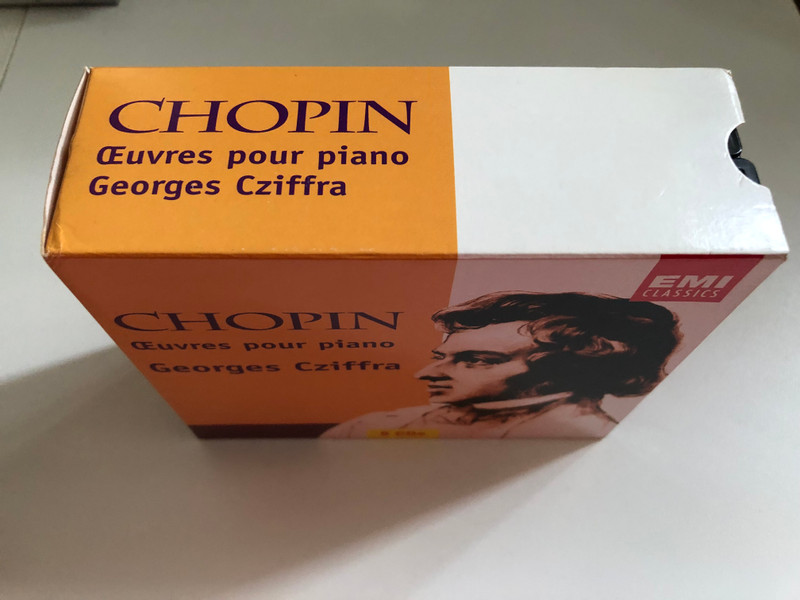 CHOPIN
Œuvres pour piano
Georges Cziffra
EMI
CLASSICS
CHOPIN
Œuvres pour piano
Georges Cziffra